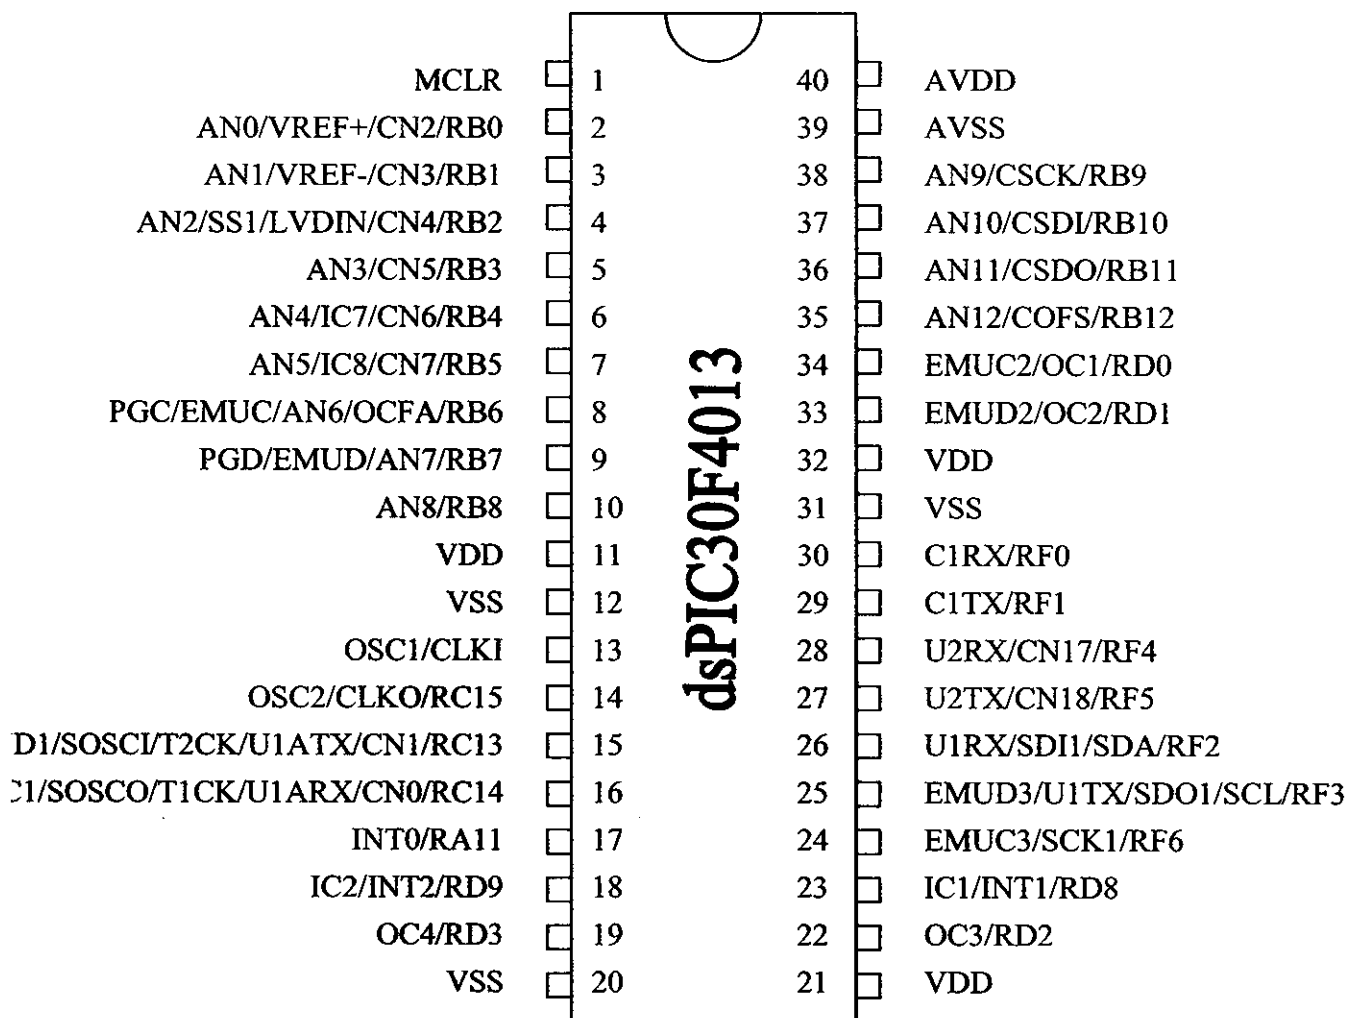 MCLR 1 40 AVDD
AN0/VREF+/CN2/RB0 2 39 AVSS
AN1/VREF-/CN3/RB1 3 38 AN9/CSCK/RB9
AN2/SS1/LVDIN/CN4/RB2 4 37 AN10/CSDI/RB10
AN3/CN5/RB3 5 36 AN11/CSDO/RB11
AN4/IC7/CN6/RB4 6 35 AN12/COFS/RB12
AN5/IC8/CN7/RB5 7 34 EMUC2/OC1/RD0
PGC/EMUC/AN6/OCFA/RB6 8 33 EMUD2/OC2/RD1
PGD/EMUD/AN7/RB7 9 32 VDD
AN8/RB8 10 31 VSS
VDD 11 30 C1RX/RF0
VSS 12 29 C1TX/RF1
OSC1/CLKI 13 28 U2RX/CN17/RF4
OSC2/CLKO/RC15 14 27 U2TX/CN18/RF5
D1/SOSCI/T2CK/U1ATX/CN1/RC13 15 26 U1RX/SDI1/SDA/RF2
1/SOSCO/T1CK/U1ARX/CN0/RC14 16 25 EMUD3/U1TX/SDO1/SCL/RF3
INT0/RA11 17 24 EMUC3/SCK1/RF6
IC2/INT2/RD9 18 23 IC1/INT1/RD8
OC4/RD3 19 22 OC3/RD2
VSS 20 21 VDD
dsPIC30F4013